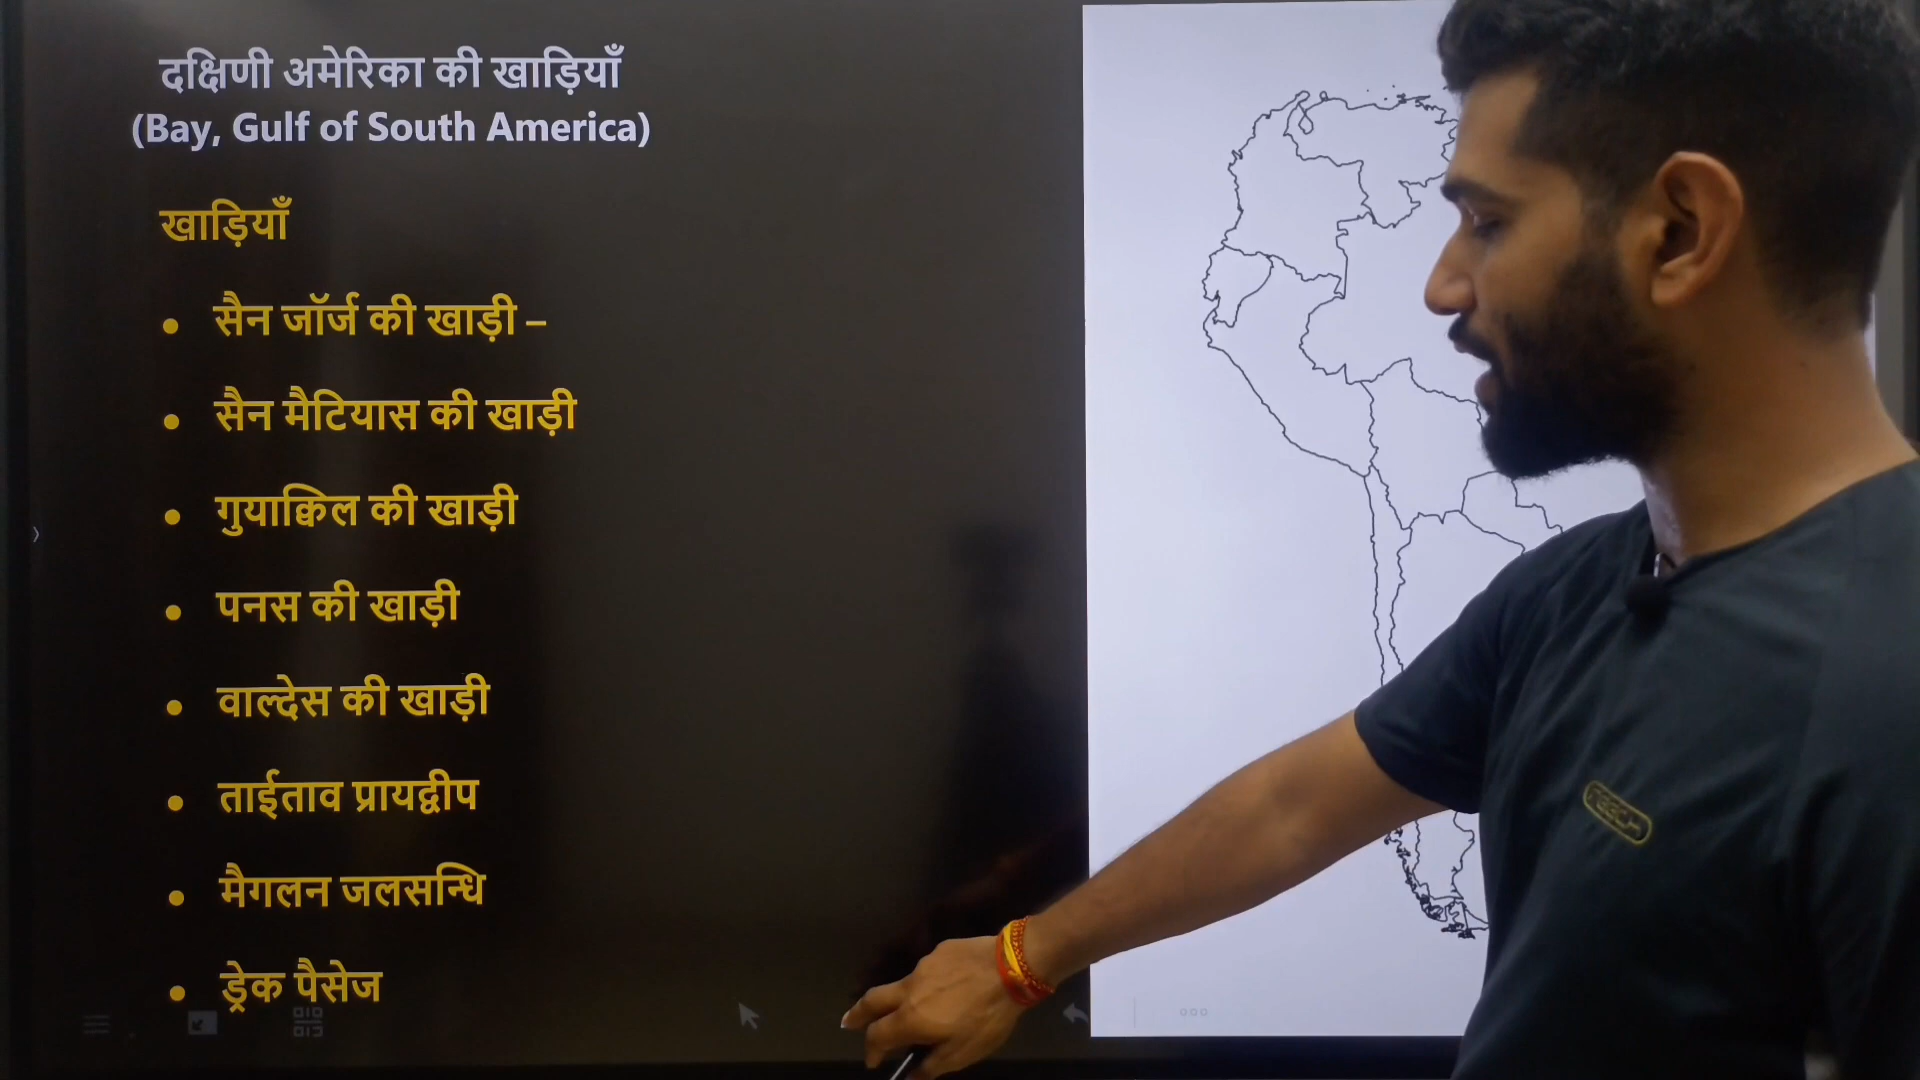 दक्षिणी अमेरिका की खाड़ियाँ
(Bay, Gulf of South America)
खाड़ियाँ
• सैन जॉर्ज की खाड़ी –
• सैन मैटियास की खाड़ी
• गुयाक्विल की खाड़ी
• पनस की खाड़ी
• वाल्देस की खाड़ी
• ताईताव प्रायद्वीप
• मैगलन जलसन्धि
• ड्रेक पैसेज